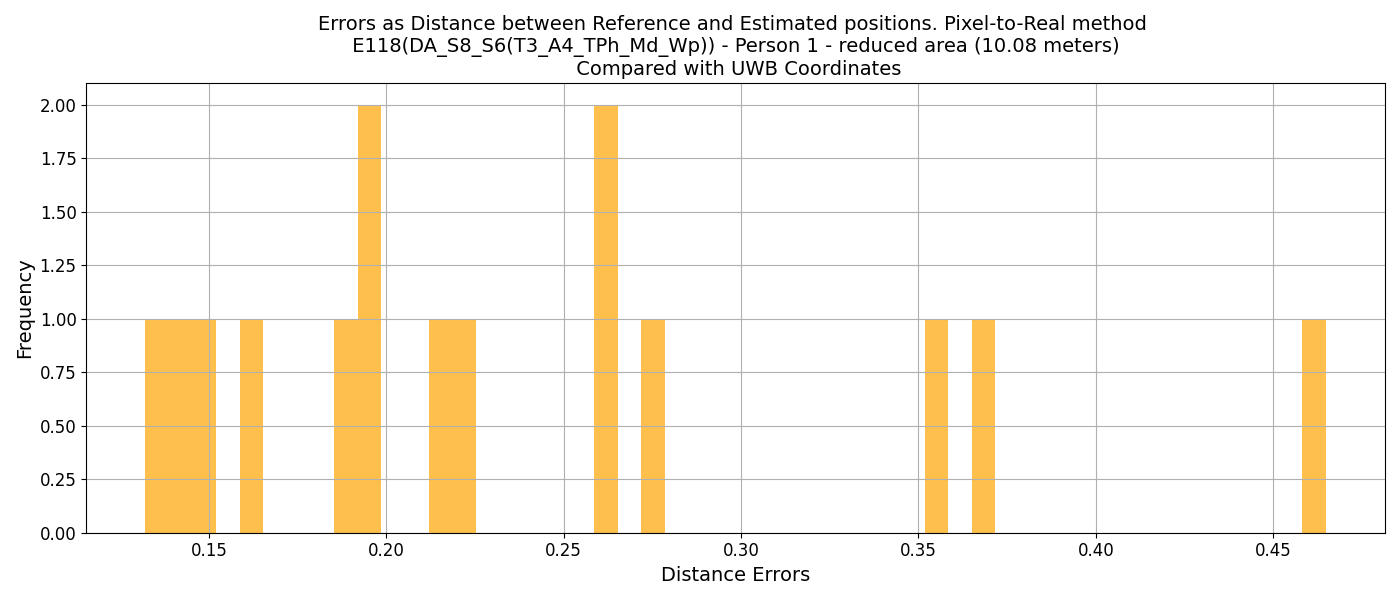 Errors as Distance between Reference and Estimated positions. Pixel-to-Real method
E118(DA_S8_S6(T3_A4_TPh_Md_Wp)) - Person 1 - reduced area (10.08 meters)
Compared with UWB Coordinates
Frequency
2.00
1.75
1.50
1.25
1.00
0.75
0.50
0.25
0.00
0.15 0.20 0.25 0.30 0.35 0.40 0.45
Distance Errors